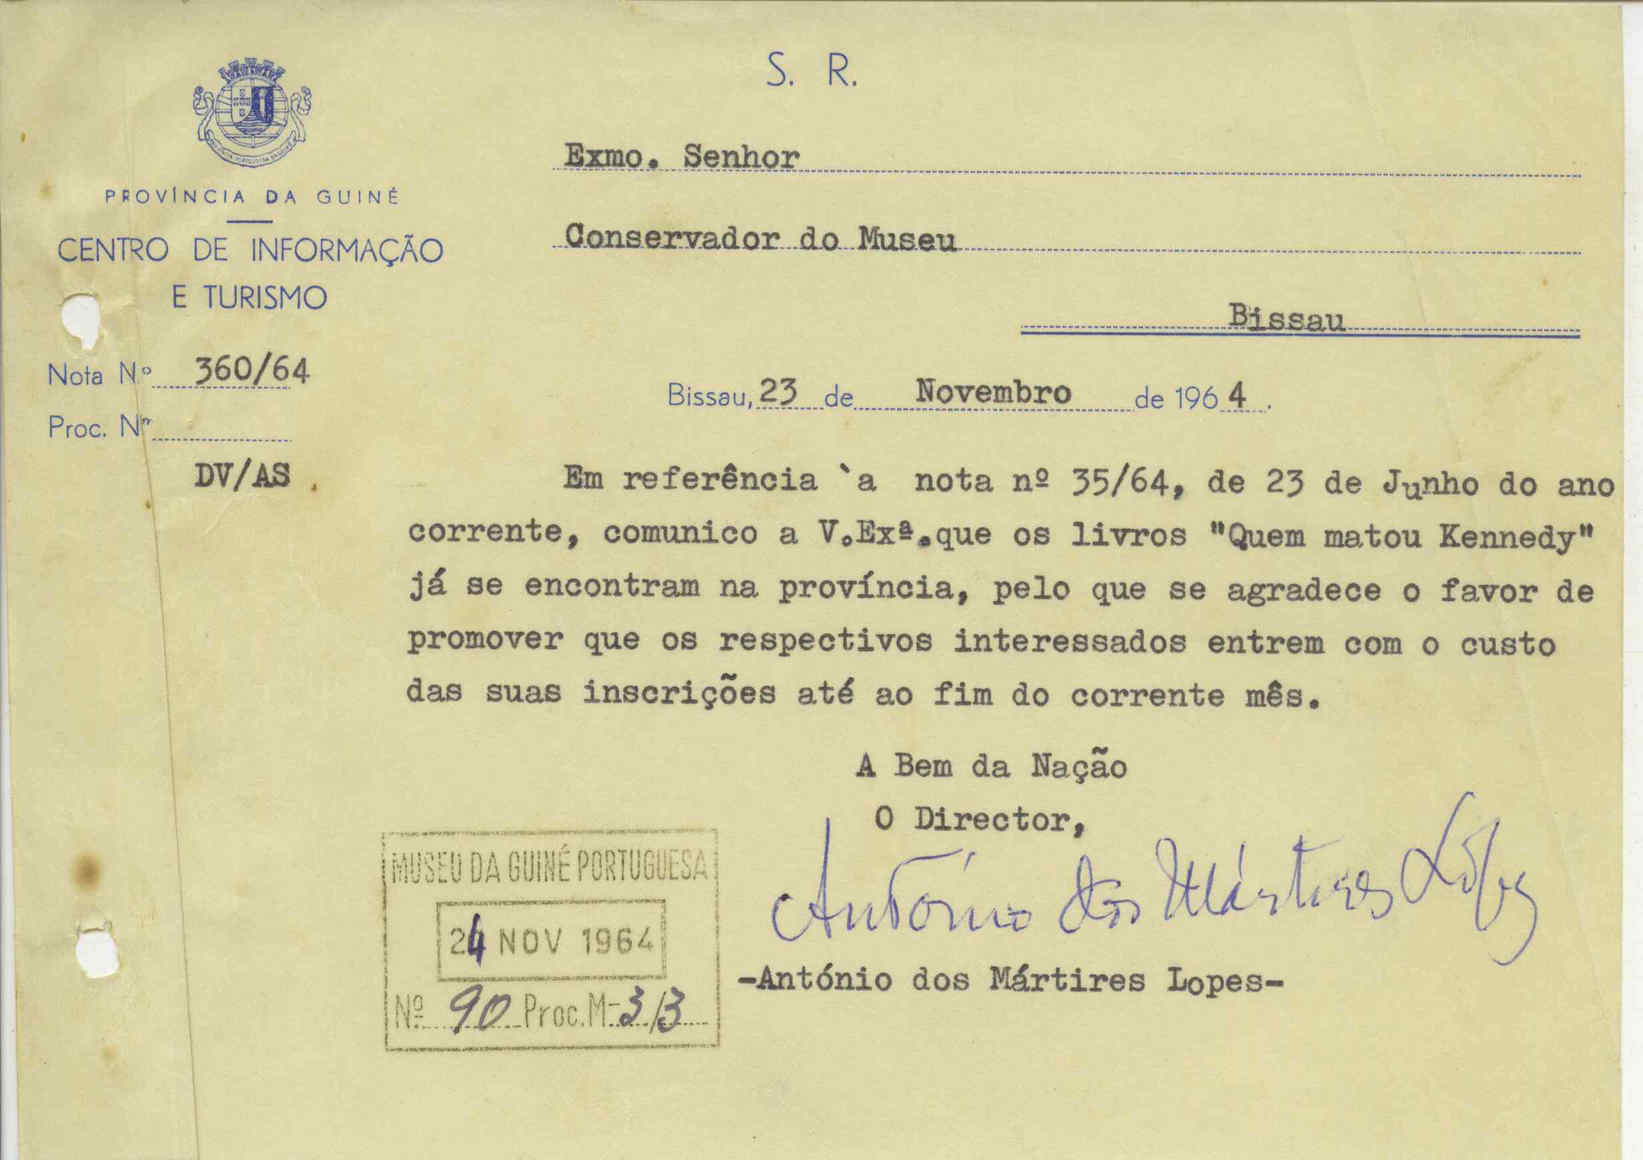 S. R.
PROVÍNCIA DA GUINÉ
CENTRO DE INFORMAÇÃO
E TURISMO
Exmo. Senhor
Conservador do Museu
Bissau
Nota Nº 360/64
Proc. Nº
DV/AS .
Bissau, 23 de Novembro de 1964.
Em referência `a nota nº 35/64, de 23 de Junho do ano
corrente, comunico a V.Exª.que os livros "Quem matou Kennedy"
já se encontram na província, pelo que se agradece o favor de
promover que os respectivos interessados entrem com o custo
das suas inscrições até ao fim do corrente mês.
A Bem da Nação
O Director,
António dos Mártires Lopes
-António dos Mártires Lopes-
MUSEU DA GUINÉ PORTUGUESA
24 NOV 1964
Nº 90 Proc. M-3/3